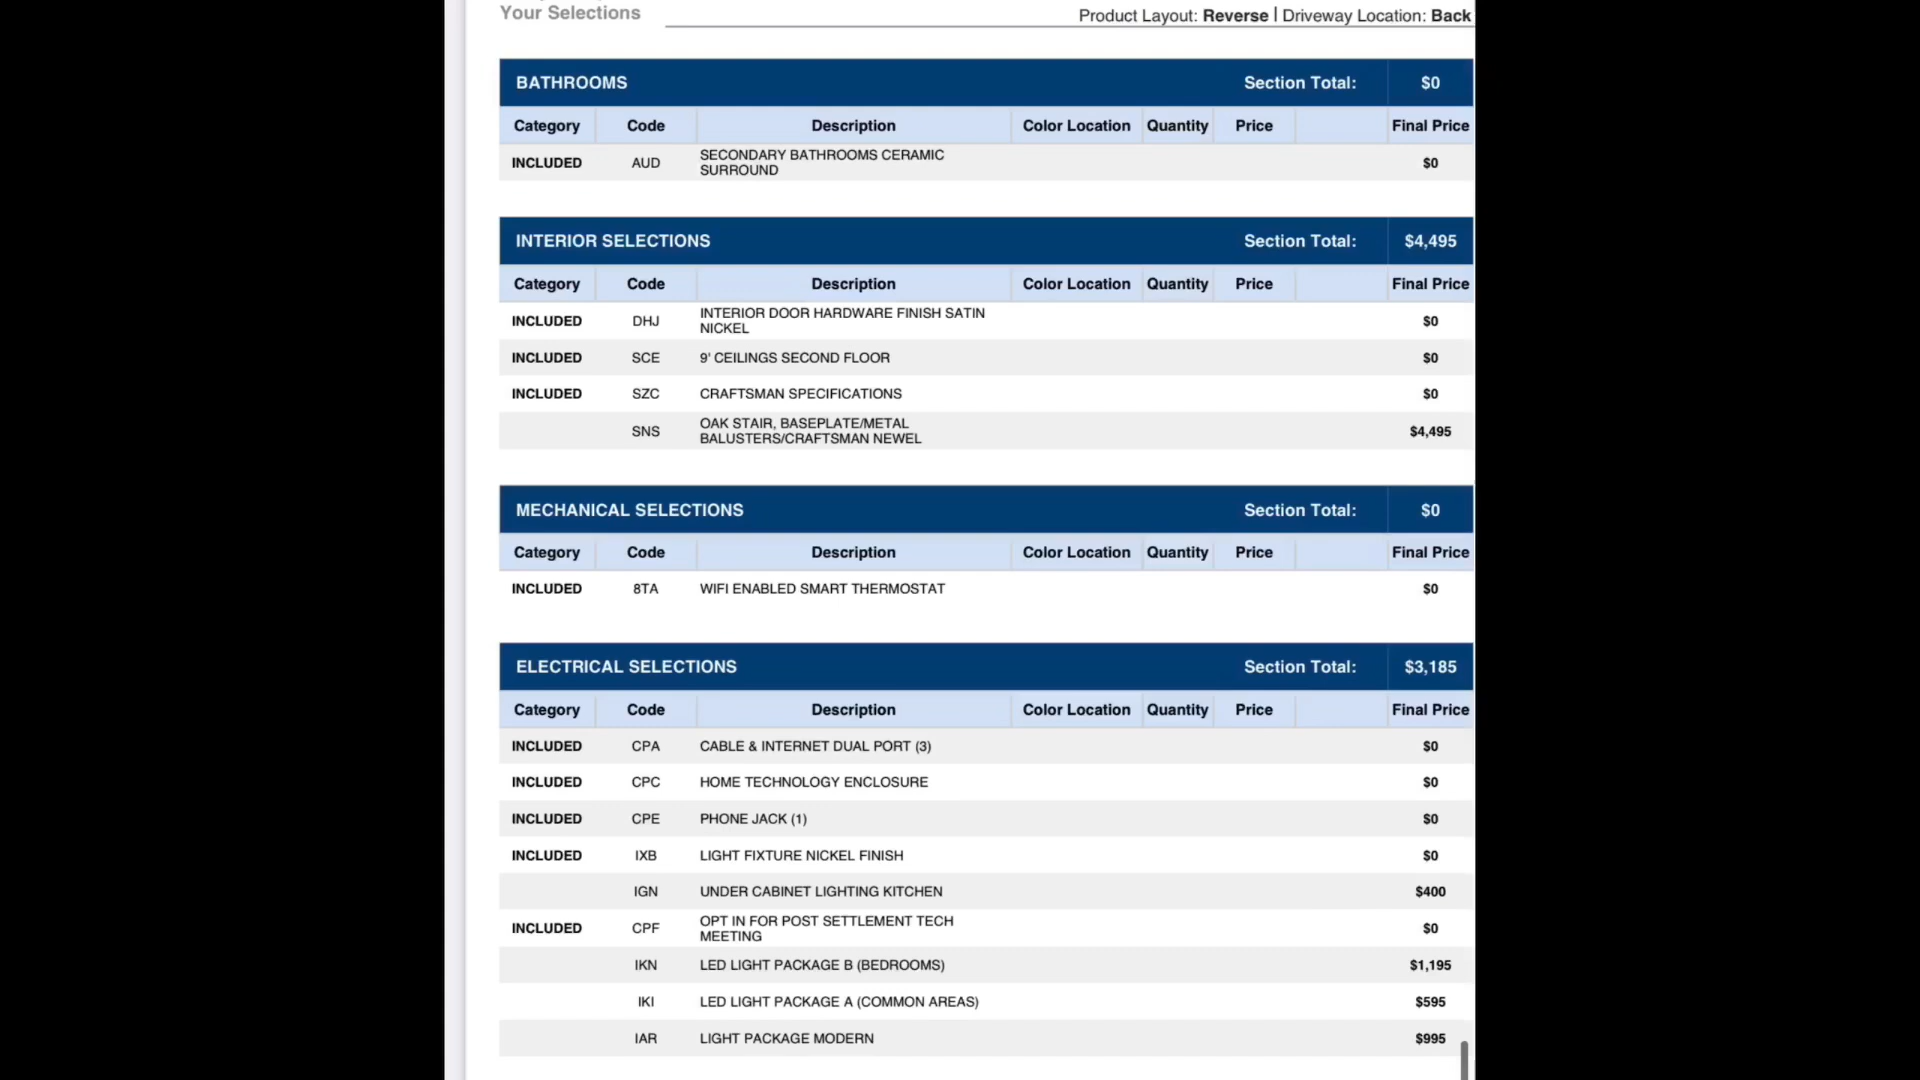 Your Selections
Product Layout: Reverse | Driveway Location: Back
BATHROOMS Section Total: $0
Category Code Description Color Location Quantity Price Final Price
INCLUDED AUD SECONDARY BATHROOMS CERAMIC
SURROUND $0
INTERIOR SELECTIONS Section Total: $4,495
Category Code Description Color Location Quantity Price Final Price
INCLUDED DHJ INTERIOR DOOR HARDWARE FINISH SATIN
NICKEL $0
INCLUDED SCE 9' CEILINGS SECOND FLOOR $0
INCLUDED SZC CRAFTSMAN SPECIFICATIONS $0
SNS OAK STAIR, BASEPLATE/METAL
BALUSTERS/CRAFTSMAN NEWEL $4,495
MECHANICAL SELECTIONS Section Total: $0
Category Code Description Color Location Quantity Price Final Price
INCLUDED 8TA WIFI ENABLED SMART THERMOSTAT $0
ELECTRICAL SELECTIONS Section Total: $3,185
Category Code Description Color Location Quantity Price Final Price
INCLUDED CPA CABLE & INTERNET DUAL PORT (3) $0
INCLUDED CPC HOME TECHNOLOGY ENCLOSURE $0
INCLUDED CPE PHONE JACK (1) $0
INCLUDED IXB LIGHT FIXTURE NICKEL FINISH $0
IGN UNDER CABINET LIGHTING KITCHEN $400
INCLUDED CPF OPT IN FOR POST SETTLEMENT TECH
MEETING $0
IKN LED LIGHT PACKAGE B (BEDROOMS) $1,195
IKI LED LIGHT PACKAGE A (COMMON AREAS) $595
IAR LIGHT PACKAGE MODERN $995